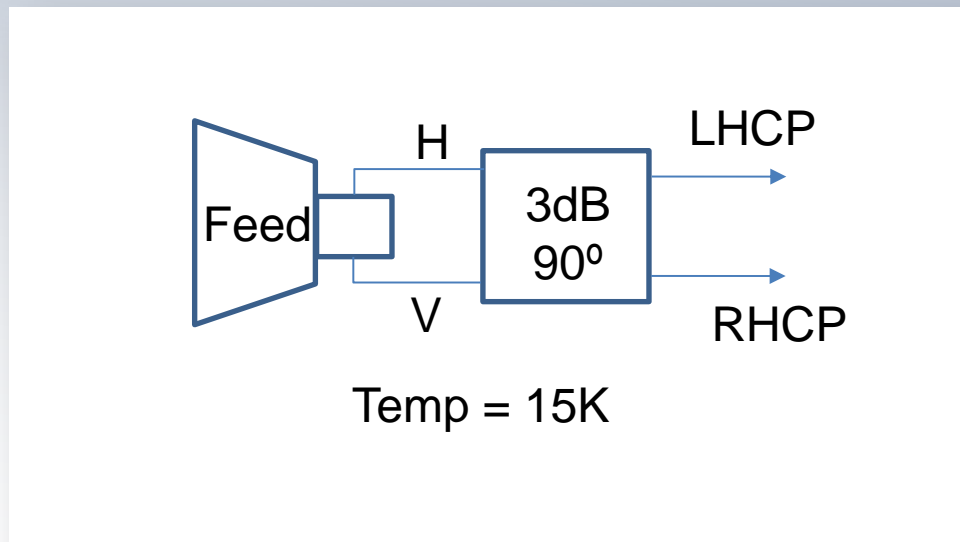 LHCP
H
Feed
3dB
90º
V
RHCP
Temp = 15K